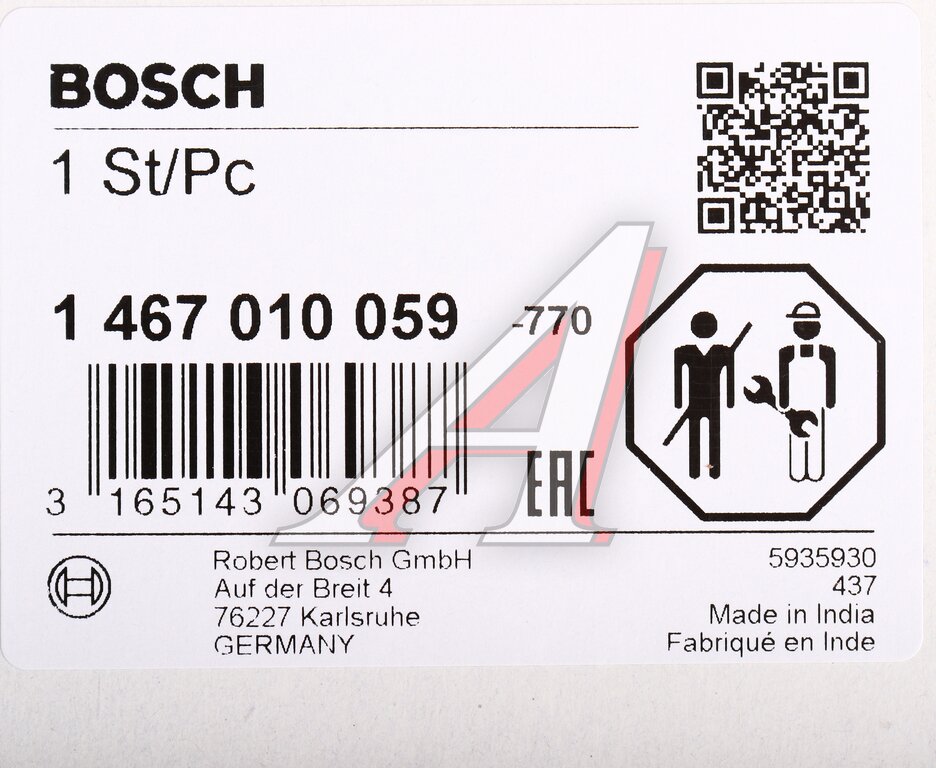 BOSCH
1 St/Pc
1 467 010 059 -770
3 165143 069387
EAC
Robert Bosch GmbH
Auf der Breit 4
76227 Karlsruhe
GERMANY
5935930
437
Made in India
Fabriqué en Inde